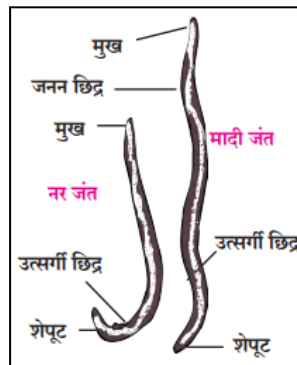 मुख
जनन छिद्र
मुख
मादी जंत
नर जंत
उत्सर्गी छिद्र
उत्सर्गी छिद्र
शेपूट
शेपूट